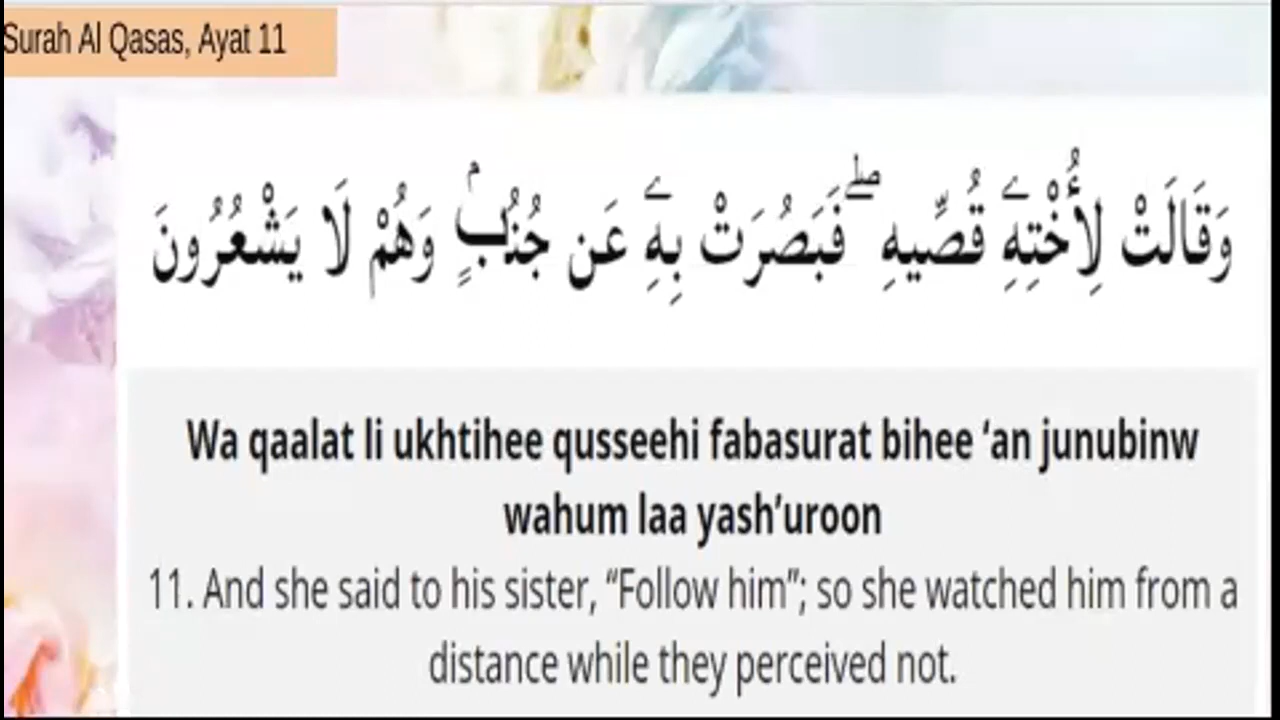 Surah Al Qasas, Ayat 11
وَقَالَتْ لِأُخْتِهِۦ قُصِّيهِ ۖ فَبَصُرَتْ بِهِۦ عَن جُنُبٍۢ وَهُمْ لَا يَشْعُرُونَ
Wa qaalat li ukhtihee qusseehi fabasurat bihee ‘an junubinw
wahum laa yash’uroon
11. And she said to his sister, “Follow him”; so she watched him from a
distance while they perceived not.